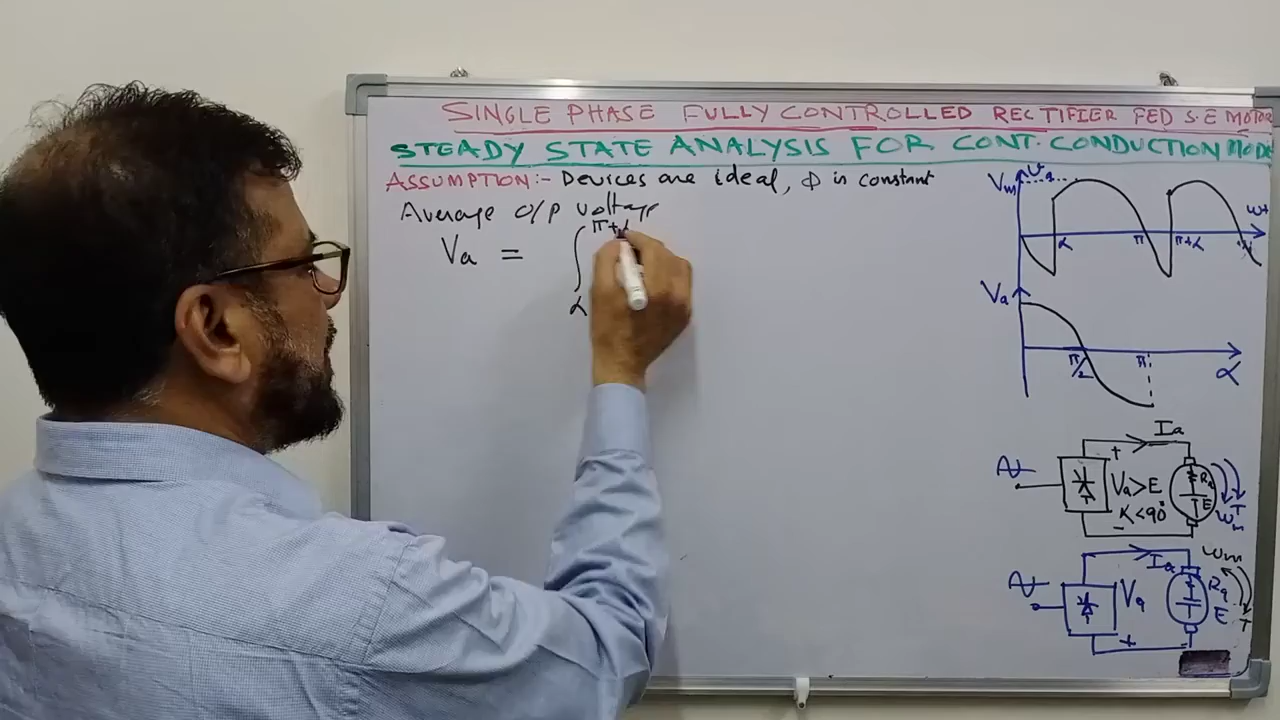 SINGLE PHASE FULLY CONTROLLED RECTIFIER FED S.E MOTOR
STEADY STATE ANALYSIS FOR CONT. CONDUCTION MODE
ASSUMPTION:- Devices are ideal, Φ is constant
Average O/P voltage
Va = ∫ π+α
α
Vm va
ωt
α π π+α
Va
π/2 π
α
Ia
+
Va>E
α<90°
-
Ra
E
ωm T
ωm
Ia
Va
Ra
E
+
T